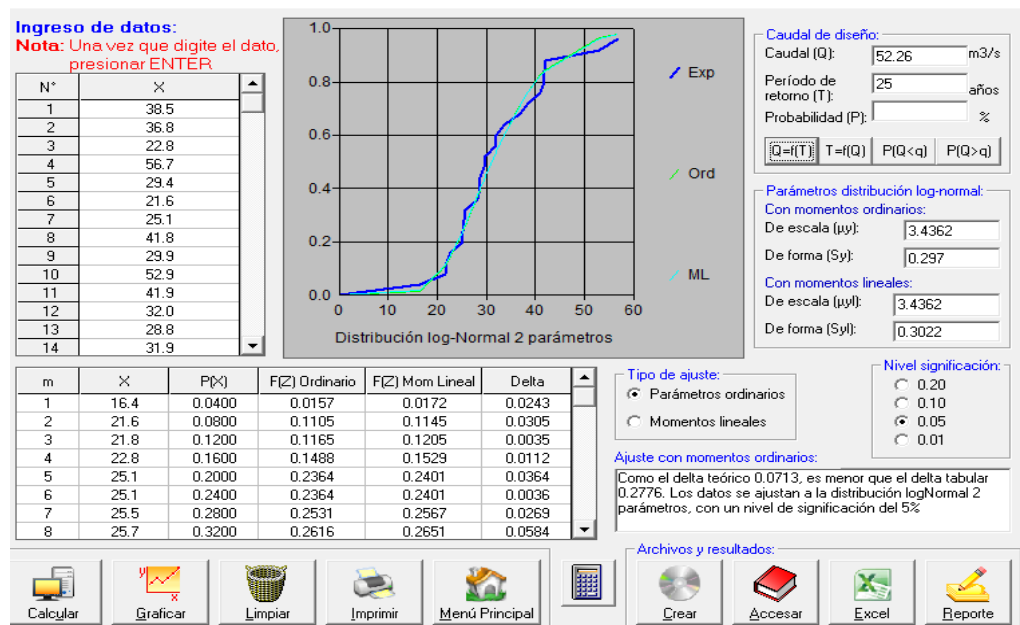 Ingreso de datos:
Nota: Una vez que digite el dato,
presionar ENTER
N° X
1 38.5
2 36.8
3 22.8
4 56.7
5 29.4
6 21.6
7 25.1
8 41.8
9 29.9
10 52.9
11 41.9
12 32.0
13 28.8
14 31.9
1.0
0.8
0.6
0.4
0.2
0.0
0 10 20 30 40 50 60
Distribución log-Normal 2 parámetros
Exp
Ord
ML
Caudal de diseño:
Caudal (Q): 52.26 m3/s
Período de
retorno (T): 25 años
Probabilidad (P): %
Q=f(T) T=f(Q) P(Q<q) P(Q>q)
Parámetros distribución log-normal:
Con momentos ordinarios:
De escala (μy): 3.4362
De forma (Sy): 0.297
Con momentos lineales:
De escala (μyl): 3.4362
De forma (Syl): 0.3022
m X P(X) F(Z) Ordinario F(Z) Mom Lineal Delta
1 16.4 0.0400 0.0157 0.0172 0.0243
2 21.6 0.0800 0.1105 0.1145 0.0305
3 21.8 0.1200 0.1165 0.1205 0.0035
4 22.8 0.1600 0.1488 0.1529 0.0112
5 25.1 0.2000 0.2364 0.2401 0.0364
6 25.1 0.2400 0.2364 0.2401 0.0036
7 25.5 0.2800 0.2531 0.2567 0.0269
8 25.7 0.3200 0.2616 0.2651 0.0584
Tipo de ajuste:
Parámetros ordinarios
Momentos lineales
Nivel significación:
0.20
0.10
0.05
0.01
Ajuste con momentos ordinarios:
Como el delta teórico 0.0713, es menor que el delta tabular
0.2776. Los datos se ajustan a la distribución logNormal 2
parámetros, con un nivel de significación del 5%
Archivos y resultados:
Calcular Graficar Limpiar Imprimir Menú Principal Crear Accesar Excel Reporte